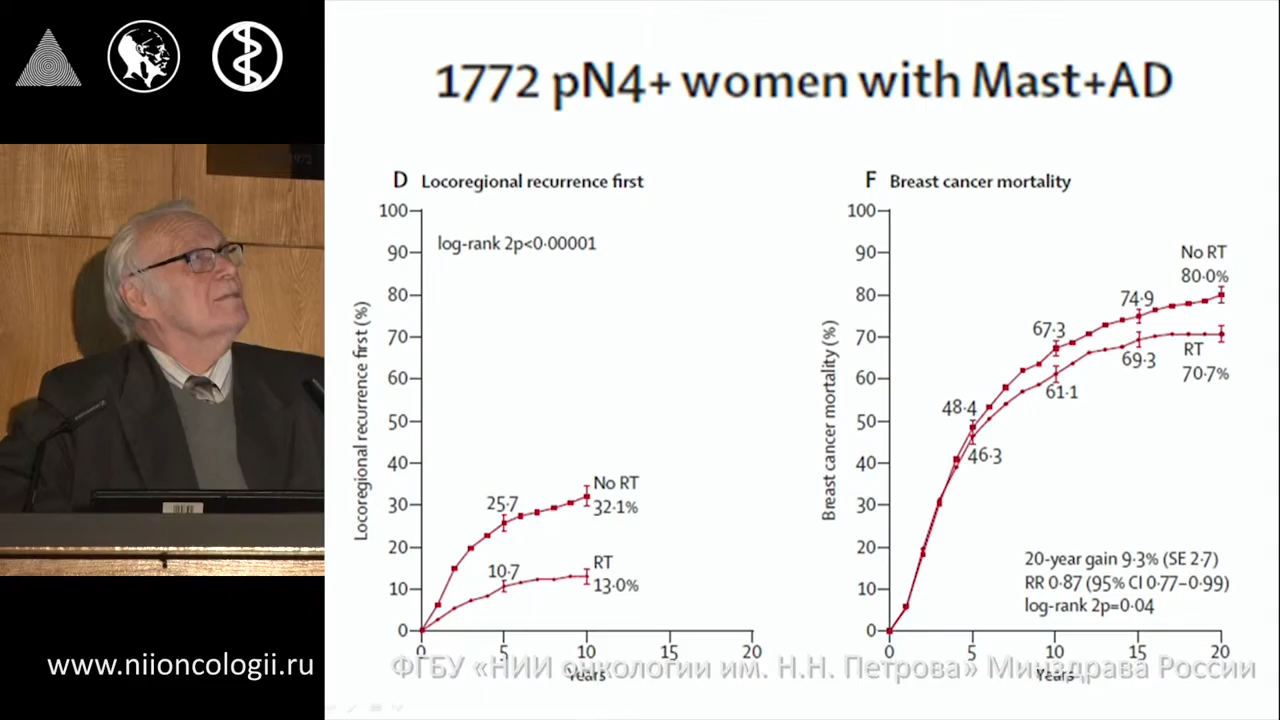 1772 pN4+ women with Mast+AD
D Locoregional recurrence first
100
90
80
70
60
50
40
30
20
10
0
Locoregional recurrence first (%)
log-rank 2p<0·00001
25·7
No RT
32·1%
10·7
RT
13·0%
0 5 10 15 20
Years
F Breast cancer mortality
100
90
80
70
60
50
40
30
20
10
0
Breast cancer mortality (%)
No RT
80·0%
74·9
67·3
RT
70·7%
69·3
61·1
48·4
46·3
20-year gain 9·3% (SE 2·7)
RR 0·87 (95% CI 0·77–0·99)
log-rank 2p=0·04
0 5 10 15 20
Years
www.niioncologii.ru
ФГБУ «НИИ онкологии им. Н.Н. Петрова» Минздрава России